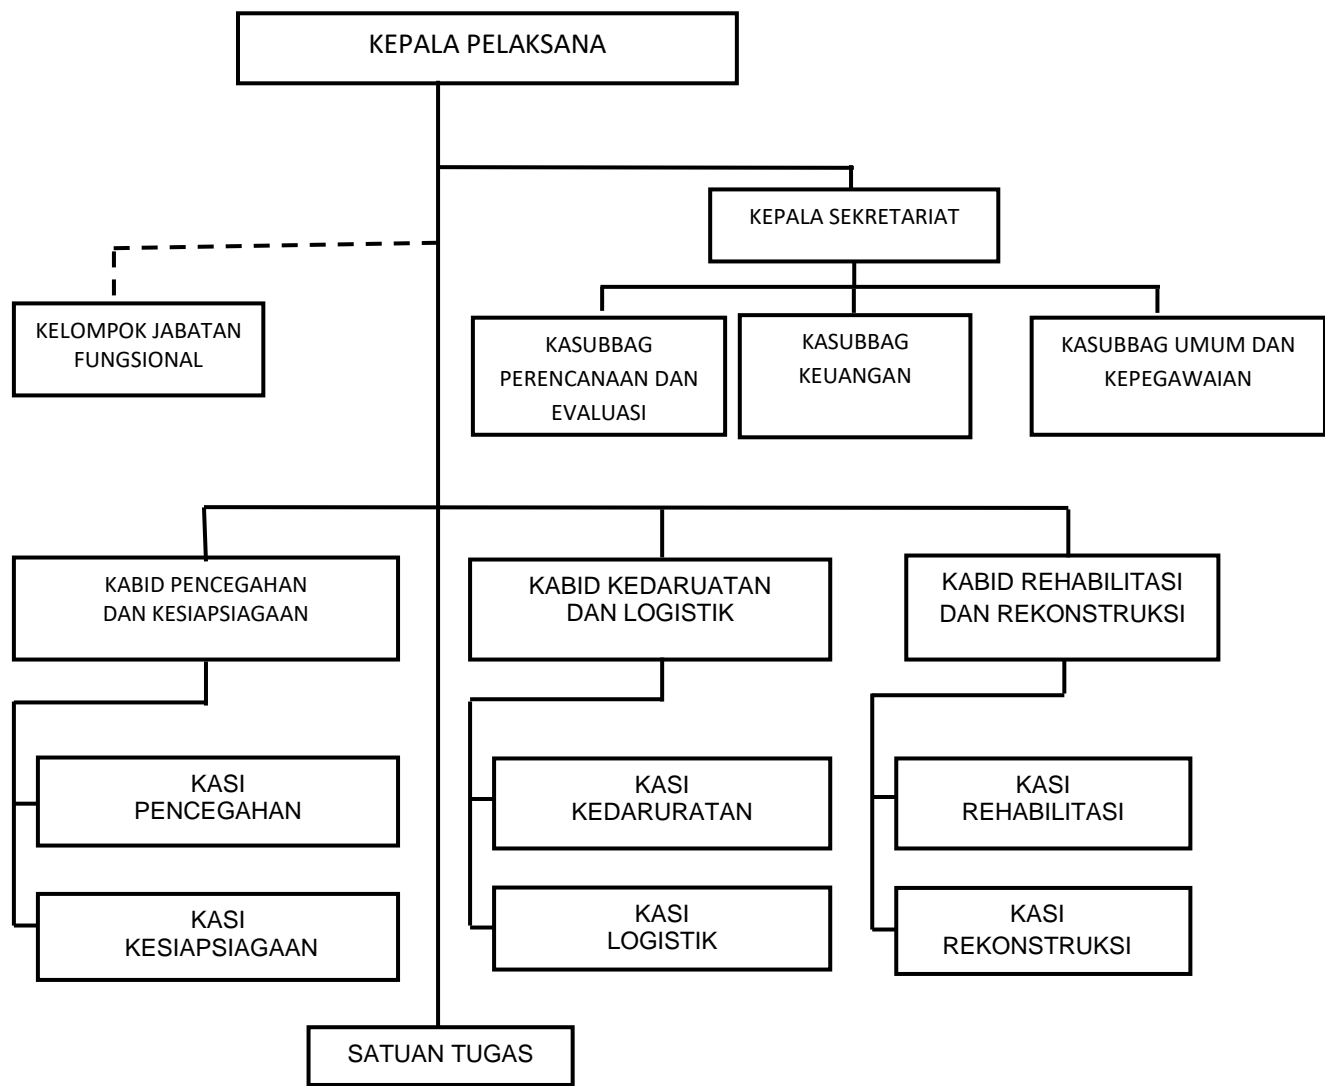 KEPALA PELAKSANA
KEPALA SEKRETARIAT
KELOMPOK JABATAN
FUNGSIONAL
KASUBBAG
PERENCANAAN DAN
EVALUASI
KASUBBAG
KEUANGAN
KASUBBAG UMUM DAN
KEPEGAWAIAN
KABID PENCEGAHAN
DAN KESIAPSIAGAAN
KABID KEDARUATAN
DAN LOGISTIK
KABID REHABILITASI
DAN REKONSTRUKSI
KASI
PENCEGAHAN
KASI
KEDARURATAN
KASI
REHABILITASI
KASI
KESIAPSIAGAAN
KASI
LOGISTIK
KASI
REKONSTRUKSI
SATUAN TUGAS